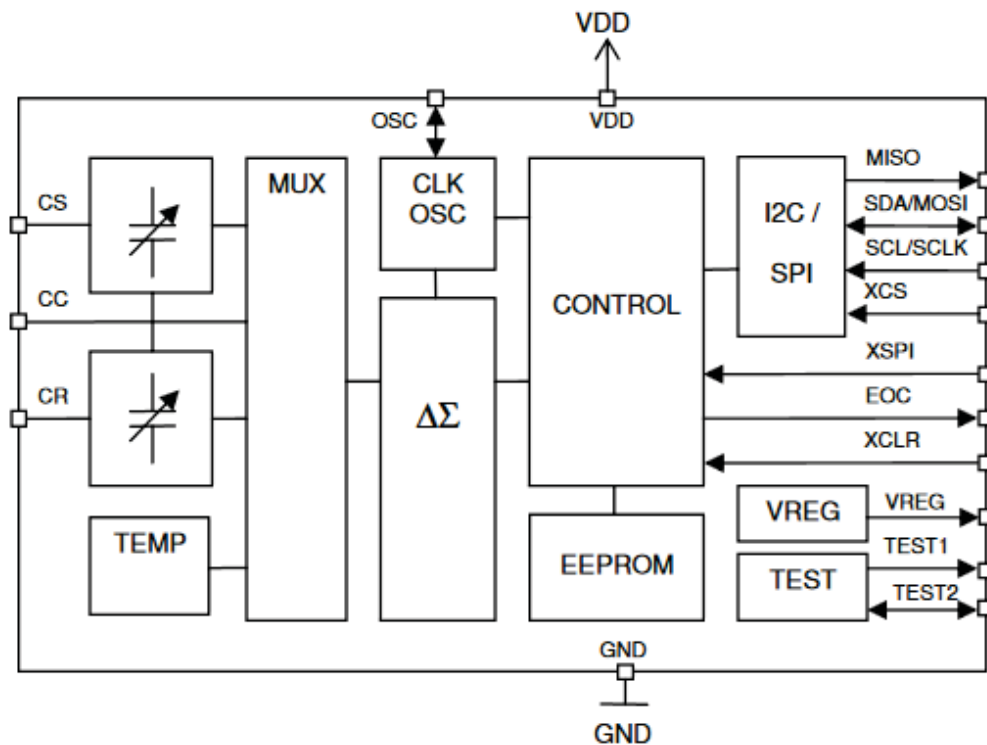 VDD
OSC
VDD
CS
CC
CR
MUX
CLK
OSC
CONTROL
I2C /
SPI
MISO
SDA/MOSI
SCL/SCLK
XCS
XSPI
EOC
XCLR
ΔΣ
TEMP
EEPROM
VREG
VREG
TEST
TEST1
TEST2
GND
GND